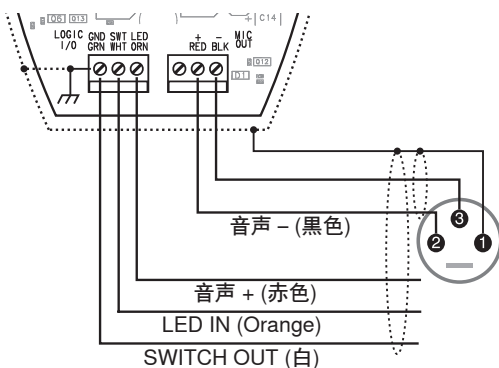 Q6 Q13
C14
LOGIC GND SWT LED
I/O GRN WHT ORN
+ – MIC
RED BLK OUT
Q12
D1
3
2
1
音声 – (黒色)
音声 + (赤色)
LED IN (Orange)
SWITCH OUT (白)